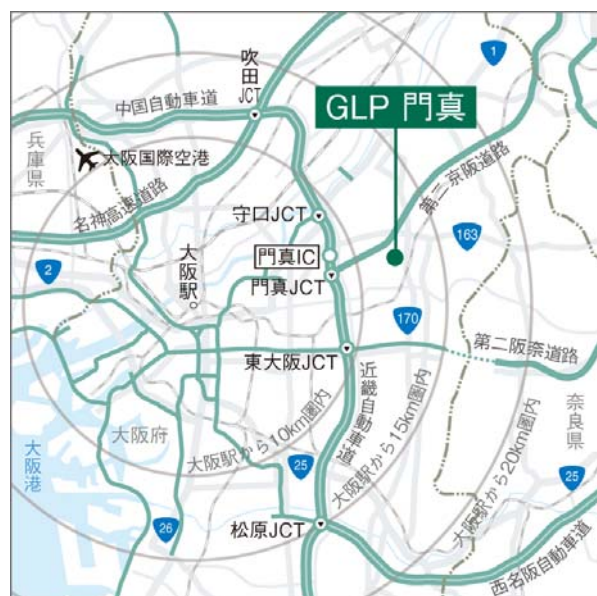 1
吹田
JCT
中国自動車道
GLP 門真
兵庫県
大阪国際空港
名神高速道路
第二京阪道路
守口JCT
163
門真IC
大阪駅
2
門真JCT
170
東大阪JCT
第二阪奈道路
近畿自動車道
大阪府
大阪港
大阪駅から10km圏内
大阪駅から15km圏内
大阪駅から20km圏内
奈良県
25
25
26
松原JCT
西名阪自動車道